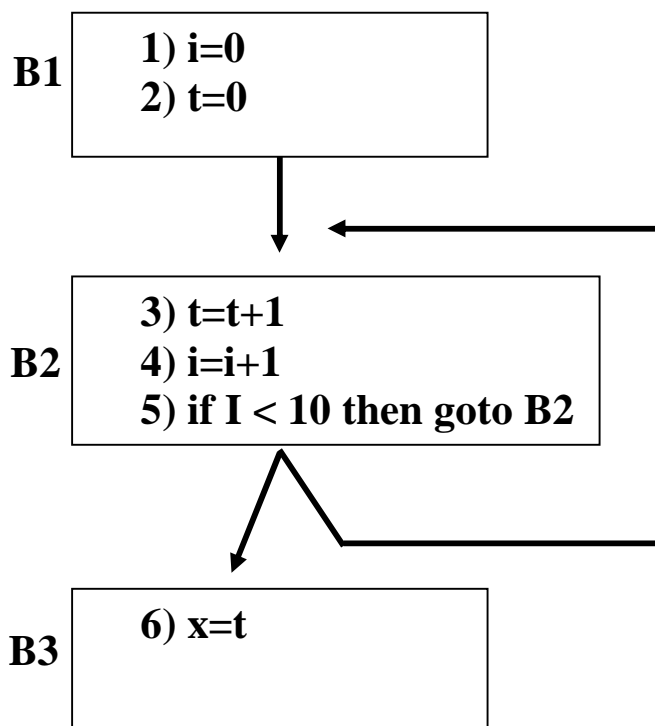 B1
1) i=0
2) t=0
B2
3) t=t+1
4) i=i+1
5) if I < 10 then goto B2
B3
6) x=t